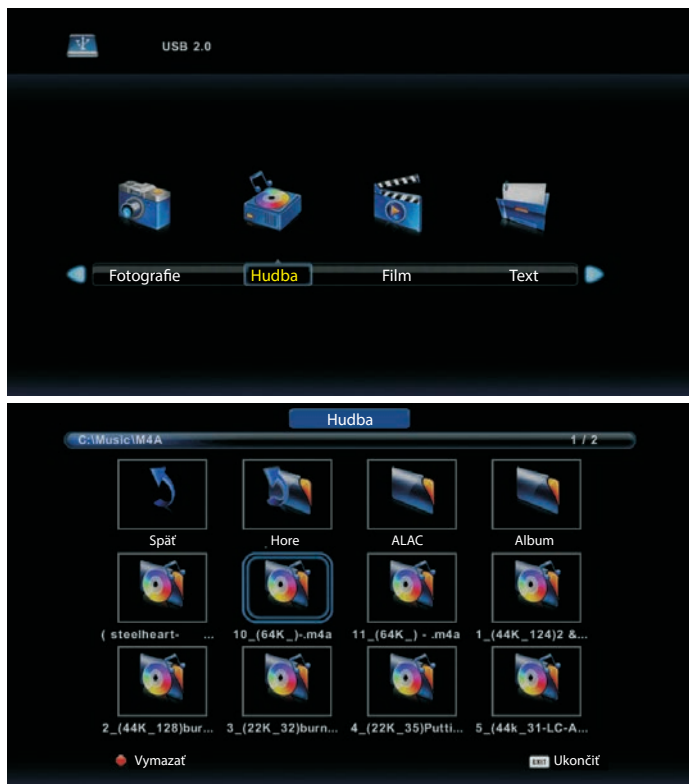 USB 2.0
Fotografie Hudba Film Text
Hudba
C:\Music\M4A 1 / 2
Späť Hore ALAC Album
( steelheart- ... 10_(64K_)-.m4a 11_(64K_) - .m4a 1_(44K_124)2 &...
2_(44K_128)bur... 3_(22K_32)burn... 4_(22K_35)Putti... 5_(44k_31-LC-A...
Vymazať EXIT Ukončiť